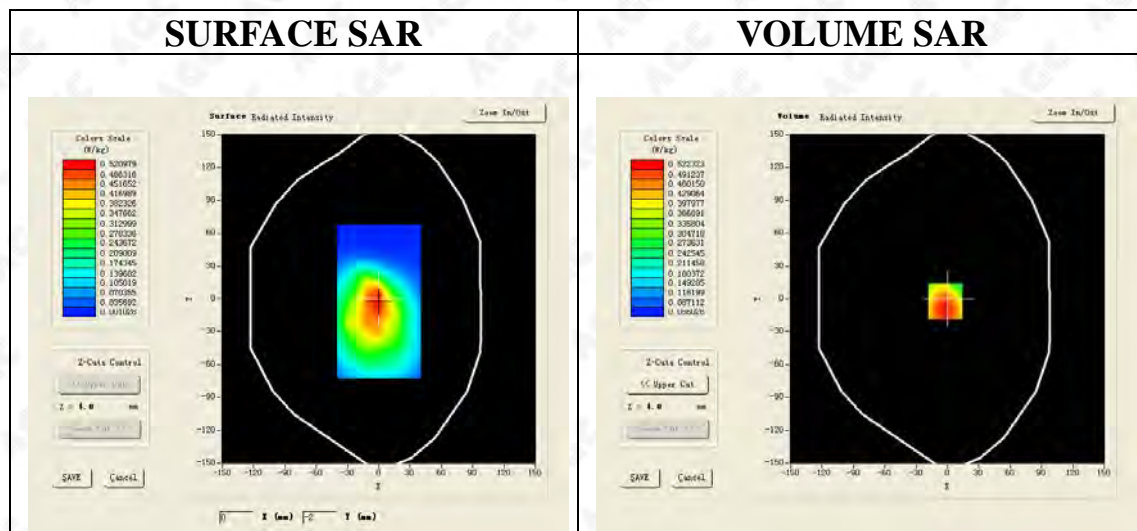 SURFACE SAR
VOLUME SAR
Surface Radiated Intensity
Zoom In/Out
Colors Scale
(W/kg)
0.520979
0.486316
0.451652
0.416989
0.382326
0.347662
0.312999
0.278336
0.243672
0.209009
0.174345
0.139682
0.105019
0.070355
0.035692
0.001028
150
120
90
60
30
0
-30
-60
-90
-120
-150
Y
-150 -120 -90 -60 -30 0 30 60 90 120 150
X
Z-Cuts Control
Z = 4.0 mm
SAVE
Cancel
0 X (mm) -2 Y (mm)
Volume Radiated Intensity
Zoom In/Out
Colors Scale
(W/kg)
0.522323
0.491237
0.460150
0.429064
0.397977
0.366891
0.335804
0.304718
0.273631
0.242545
0.211458
0.180372
0.149285
0.118199
0.087112
150
120
90
60
30
0
-30
-60
-90
-120
-150
Y
-150 -120 -90 -60 -30 0 30 60 90 120 150
X
Z-Cuts Control
<< Upper Cut
Z = 4.0 mm
SAVE
Cancel